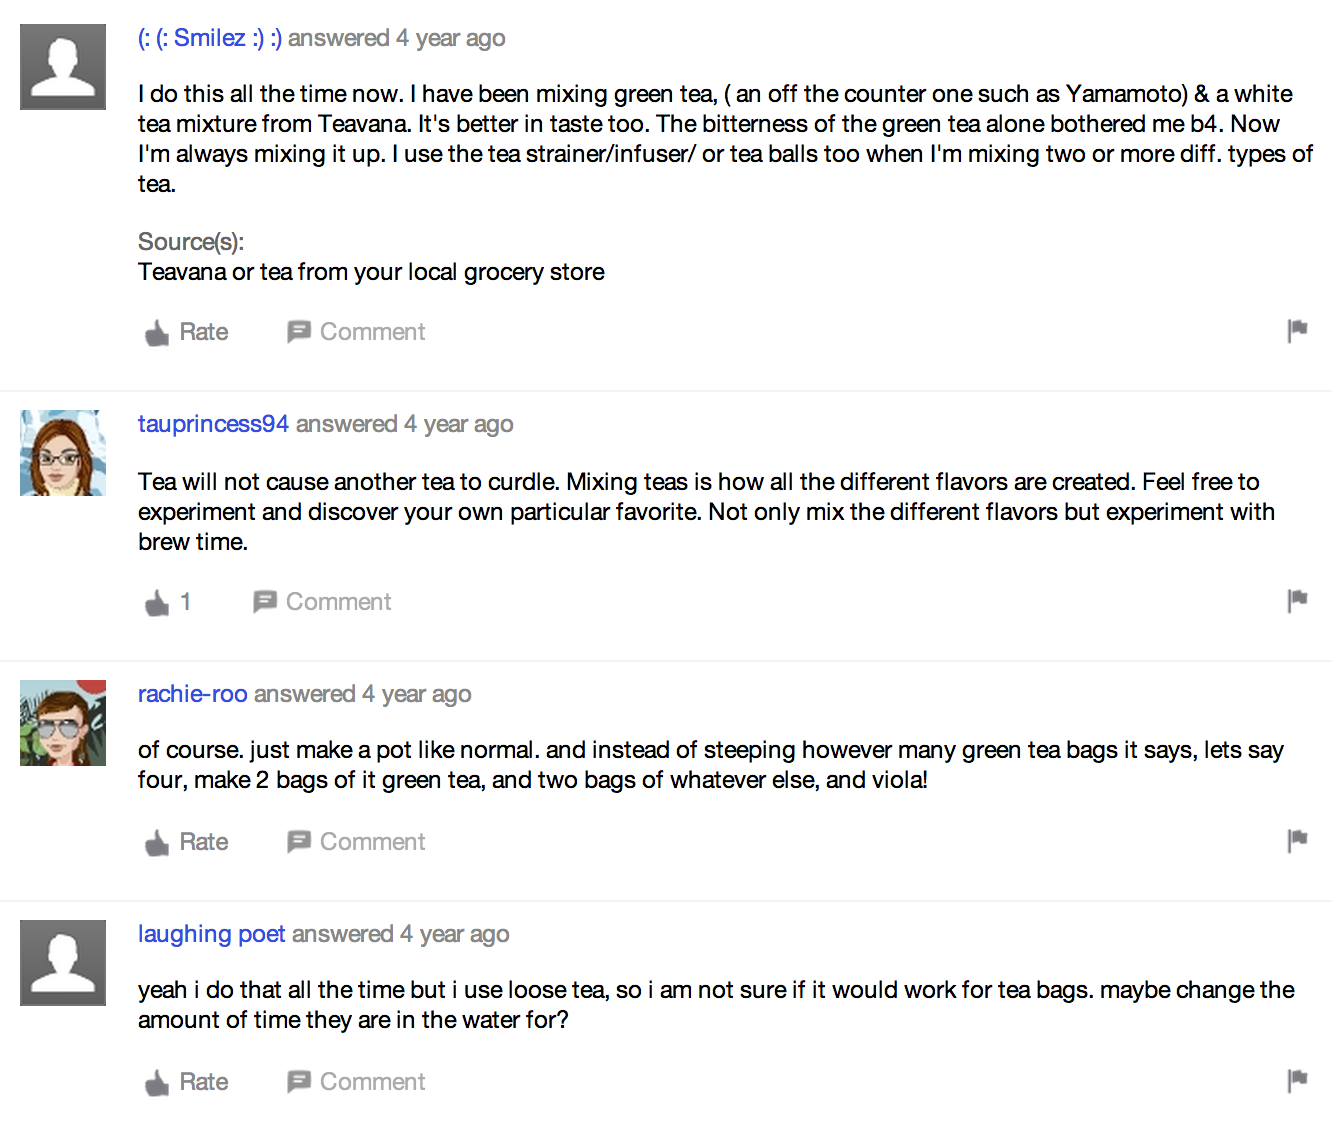 (: (: Smilez :) :) answered 4 year ago
I do this all the time now. I have been mixing green tea, ( an off the counter one such as Yamamoto) & a white
tea mixture from Teavana. It's better in taste too. The bitterness of the green tea alone bothered me b4. Now
I'm always mixing it up. I use the tea strainer/infuser/ or tea balls too when I'm mixing two or more diff. types of
tea.
Source(s):
Teavana or tea from your local grocery store
Rate Comment
tauprincess94 answered 4 year ago
Tea will not cause another tea to curdle. Mixing teas is how all the different flavors are created. Feel free to
experiment and discover your own particular favorite. Not only mix the different flavors but experiment with
brew time.
1 Comment
rachie-roo answered 4 year ago
of course. just make a pot like normal. and instead of steeping however many green tea bags it says, lets say
four, make 2 bags of it green tea, and two bags of whatever else, and viola!
Rate Comment
laughing poet answered 4 year ago
yeah i do that all the time but i use loose tea, so i am not sure if it would work for tea bags. maybe change the
amount of time they are in the water for?
Rate Comment